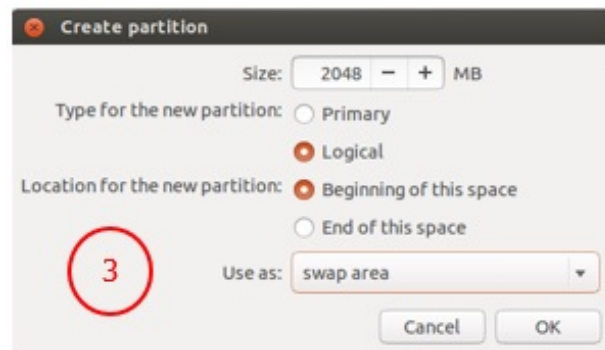 Create partition
Size: 2048 − + MB
Type for the new partition: Primary
Logical
Location for the new partition: Beginning of this space
End of this space
3 Use as: swap area
Cancel OK